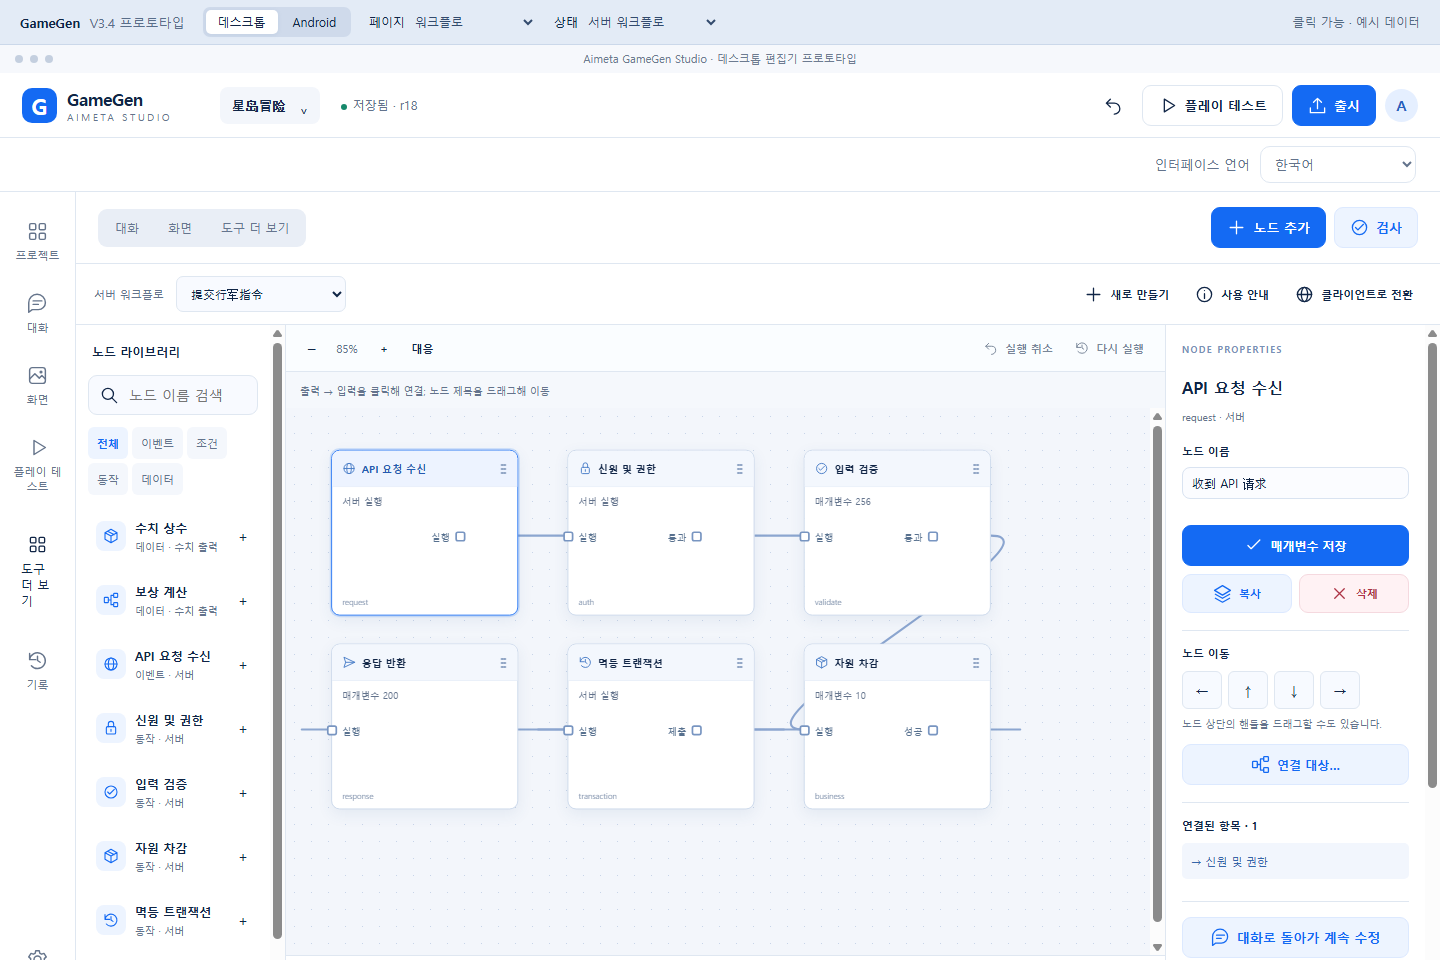 GameGen V3.4 프로토타입 데스크톱 Android 페이지 워크플로 상태 서버 워크플로 클릭 가능 · 예시 데이터
Aimeta GameGen Studio · 데스크톱 편집기 프로토타입
G GameGen
AIMETA STUDIO
星岛冒险 저장됨 · r18 플레이 테스트 출시 A
인터페이스 언어 한국어
대화 화면 도구 더 보기 노드 추가 검사
서버 워크플로 提交行军指令 새로 만들기 사용 안내 클라이언트로 전환
프로젝트
대화
화면
플레이 테
스트
도구
더 보
기
기록
노드 라이브러리
노드 이름 검색
전체 이벤트 조건
동작 데이터
수치 상수
데이터 · 수치 출력
+
보상 계산
데이터 · 수치 출력
+
API 요청 수신
이벤트 · 서버
+
신원 및 권한
동작 · 서버
+
입력 검증
동작 · 서버
+
자원 차감
동작 · 서버
+
멱등 트랜잭션
동작 · 서버
+
− 85% + 대응 실행 취소 다시 실행
출력 → 입력을 클릭해 연결; 노드 제목을 드래그해 이동
API 요청 수신
서버 실행
실행
request
신원 및 권한
서버 실행
실행 통과
auth
입력 검증
매개변수 256
실행 통과
validate
응답 반환
매개변수 200
실행
response
멱등 트랜잭션
서버 실행
실행 제출
transaction
자원 차감
매개변수 10
실행 성공
business
NODE PROPERTIES
API 요청 수신
request · 서버
노드 이름
收到 API 请求
매개변수 저장
복사 삭제
노드 이동
← ↑ ↓ →
노드 상단의 핸들을 드래그할 수도 있습니다.
연결 대상...
연결된 항목 · 1
→ 신원 및 권한
대화로 돌아가 계속 수정